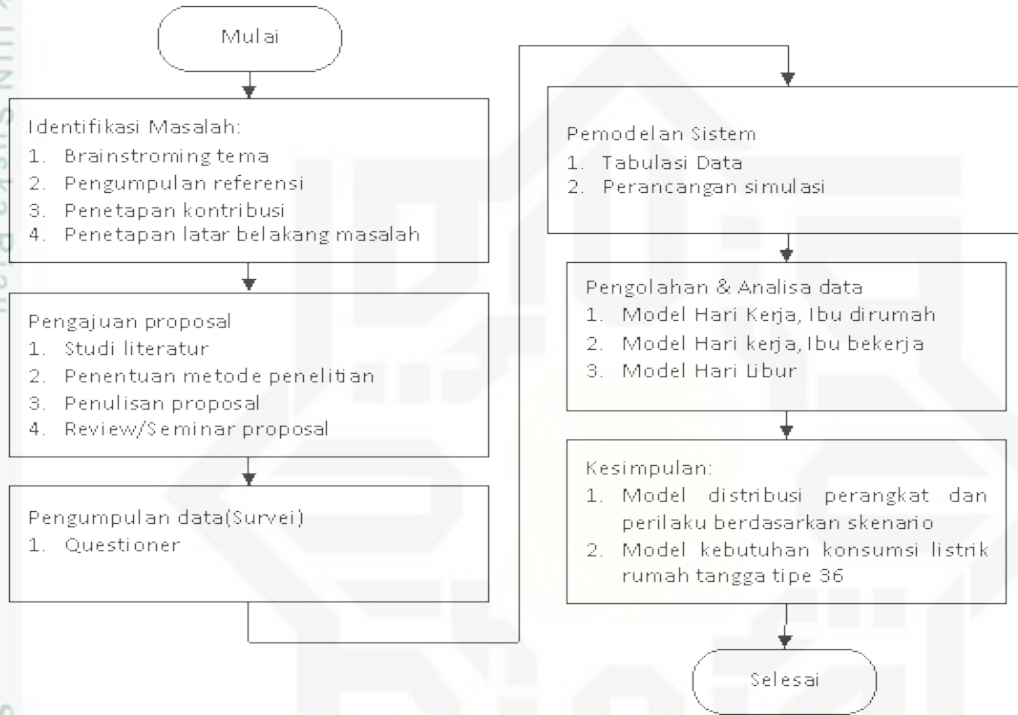 Mulai
Identifikasi Masalah:
1. Brainstroming tema
2. Pengumpulan referensi
3. Penetapan kontribusi
4. Penetapan latar belakang masalah
Pengajuan proposal
1. Studi literatur
2. Penentuan metode penelitian
3. Penulisan proposal
4. Review/Seminar proposal
Pengumpulan data(Survei)
1. Questioner
Pemodelan Sistem
1. Tabulasi Data
2. Perancangan simulasi
Pengolahan & Analisa data
1. Model Hari Kerja, Ibu dirumah
2. Model Hari kerja, Ibu bekerja
3. Model Hari Libur
Kesimpulan:
1. Model distribusi perangkat dan
perilaku berdasarkan skenario
2. Model kebutuhan konsumsi listrik
rumah tangga tipe 36
Selesai